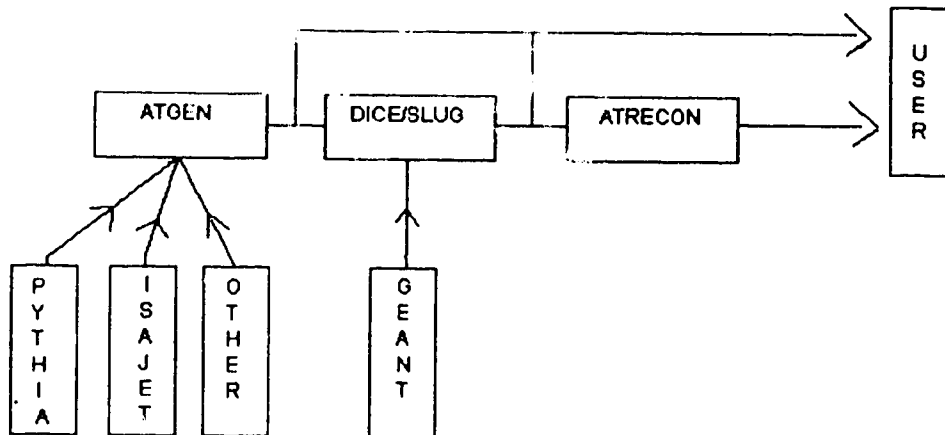 USER
ATGEN
DICE/SLUG
ATRECON
PYTHIA
ISAJET
OTHER
GEANT